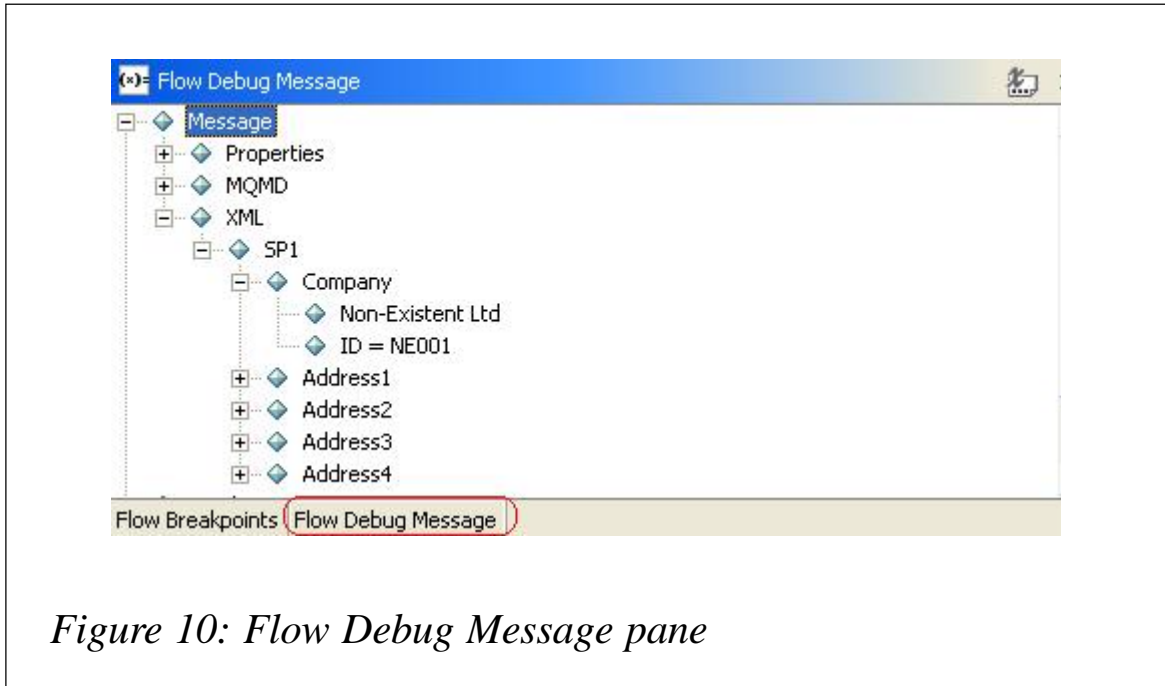 (x)= Flow Debug Message
Message
Properties
MQMD
XML
SP1
Company
Non-Existent Ltd
ID = NE001
Address1
Address2
Address3
Address4
Flow Breakpoints Flow Debug Message
Figure 10: Flow Debug Message pane